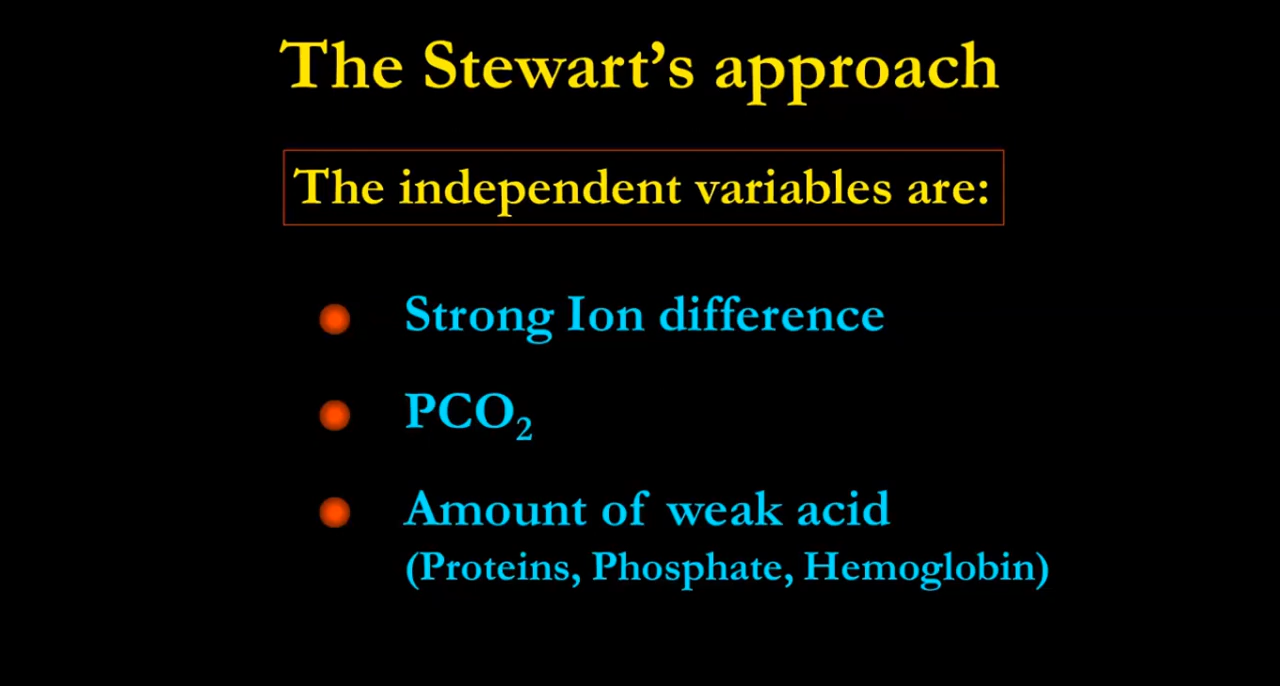 The Stewart’s approach
The independent variables are:
Strong Ion difference
PCO₂
Amount of weak acid
(Proteins, Phosphate, Hemoglobin)